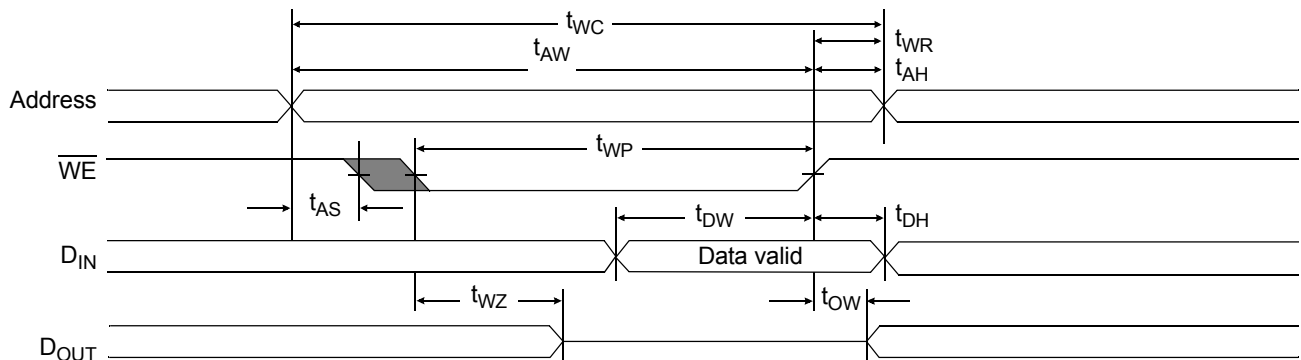 tWC
tWR
tAW
tAH
Address
tWP
WE
tAS
tDW
tDH
DIN
Data valid
tWZ
tOW
DOUT